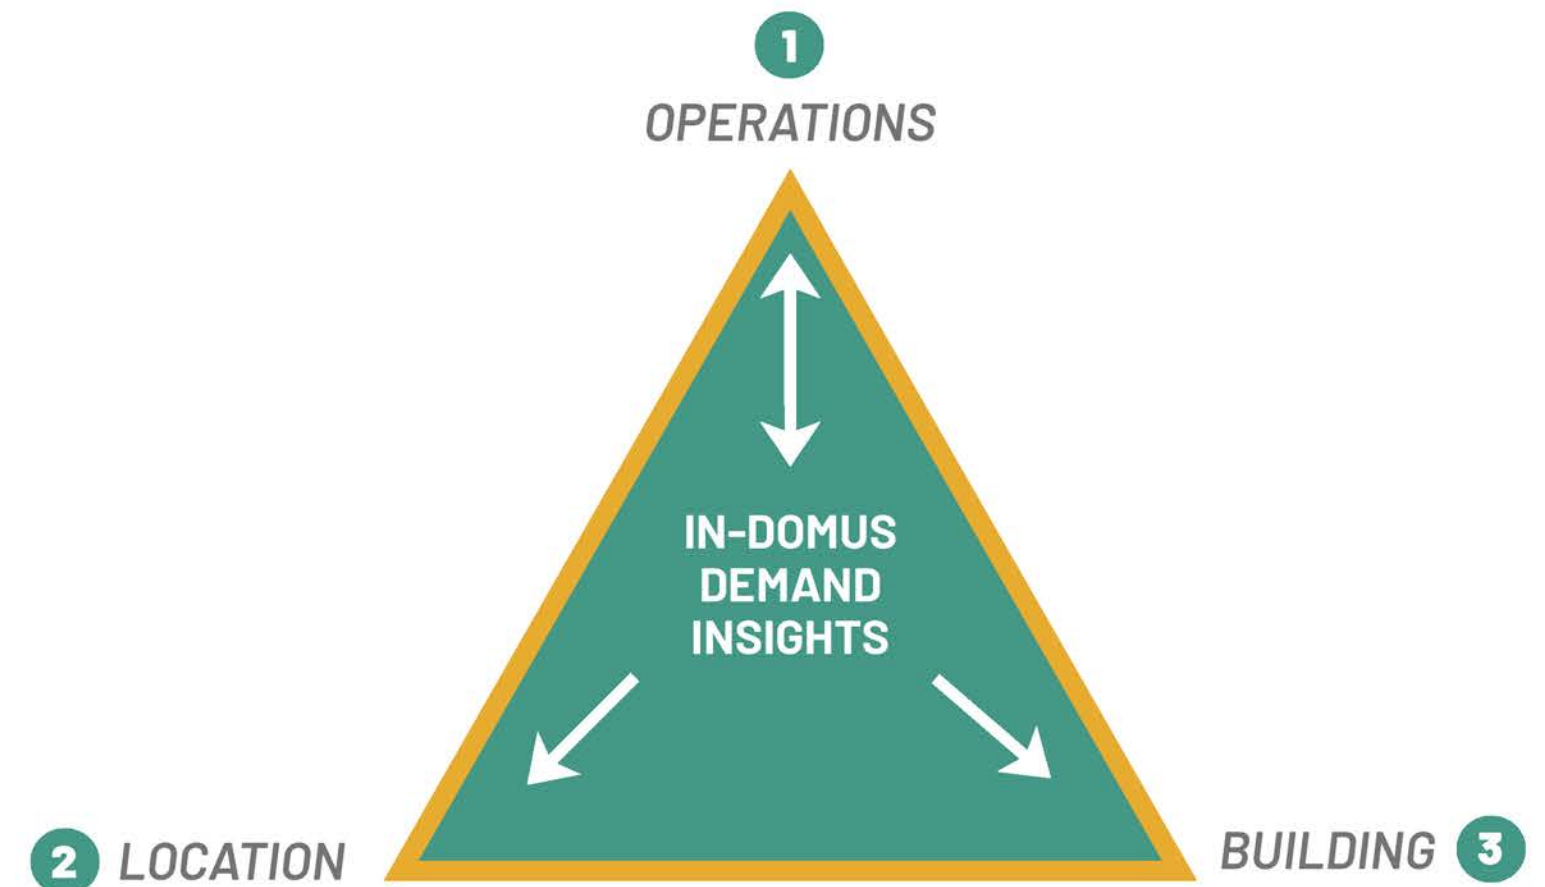 1
OPERATIONS
IN-DOMUS
DEMAND
INSIGHTS
2 LOCATION
BUILDING 3